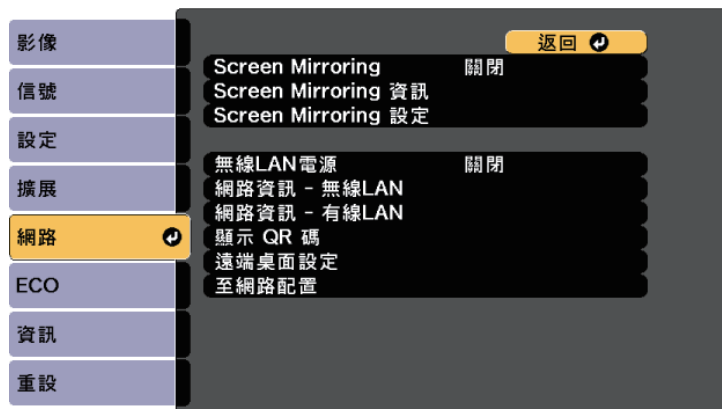 影像
信號
設定
擴展
網路
ECO
資訊
重設
返回
Screen Mirroring 關閉
Screen Mirroring 資訊
Screen Mirroring 設定
無線LAN電源 關閉
網路資訊 - 無線LAN
網路資訊 - 有線LAN
顯示 QR 碼
遠端桌面設定
至網路配置